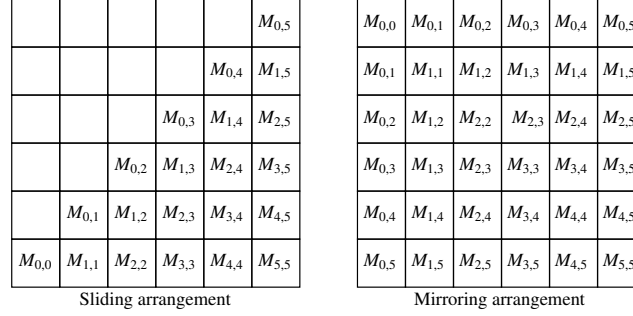 M0,5
M0,4 M1,5
M0,3 M1,4 M2,5
M0,2 M1,3 M2,4 M3,5
M0,1 M1,2 M2,3 M3,4 M4,5
M0,0 M1,1 M2,2 M3,3 M4,4 M5,5
Sliding arrangement
M0,0 M0,1 M0,2 M0,3 M0,4 M0,5
M0,1 M1,1 M1,2 M1,3 M1,4 M1,5
M0,2 M1,2 M2,2 M2,3 M2,4 M2,5
M0,3 M1,3 M2,3 M3,3 M3,4 M3,5
M0,4 M1,4 M2,4 M3,4 M4,4 M4,5
M0,5 M1,5 M2,5 M3,5 M4,5 M5,5
Mirroring arrangement